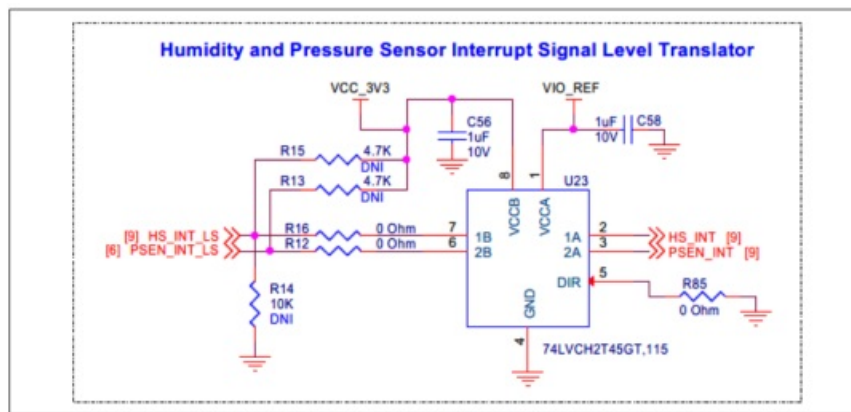 Humidity and Pressure Sensor Interrupt Signal Level Translator
VCC_3V3
VIO_REF
C56
1uF
10V
1uF
10V
C58
R15
4.7K
DNI
R13
4.7K
DNI
8
1
U23
VCCB
VCCA
[9] HS_INT_LS
[6] PSEN_INT_LS
R16
0 Ohm
R12
0 Ohm
7
6
1B
2B
1A
2A
2
3
HS_INT [9]
PSEN_INT [9]
DIR
5
R85
0 Ohm
R14
10K
DNI
GND
4
74LVCH2T45GT,115